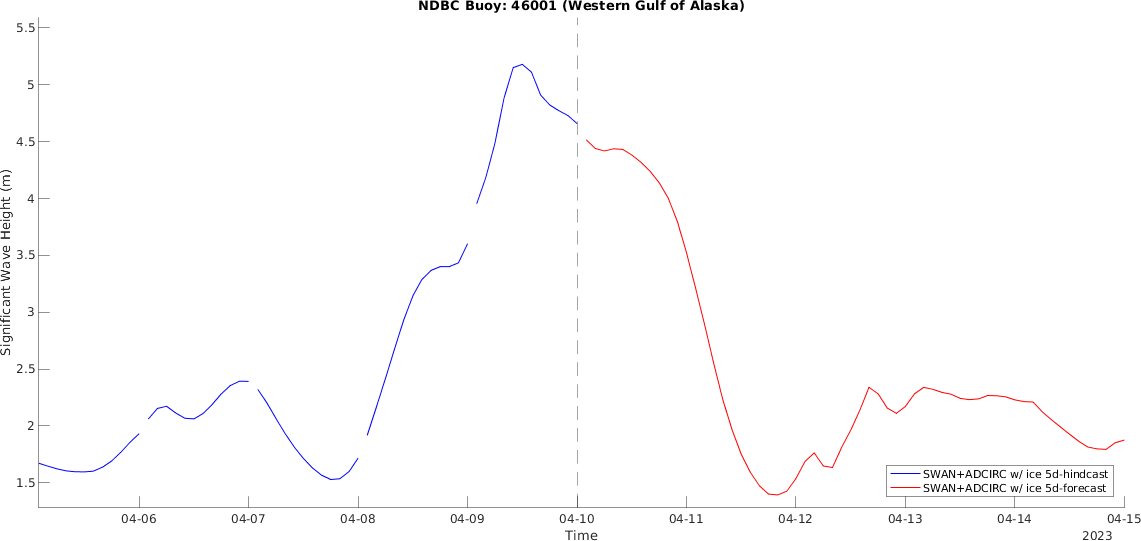 NDBC Buoy: 46001 (Western Gulf of Alaska)
5.5
5
4.5
4
3.5
3
2.5
2
1.5
Significant Wave Height (m)
SWAN+ADCIRC w/ ice 5d-hindcast
SWAN+ADCIRC w/ ice 5d-forecast
04-06 04-07 04-08 04-09 04-10 04-11 04-12 04-13 04-14 04-15
Time
2023